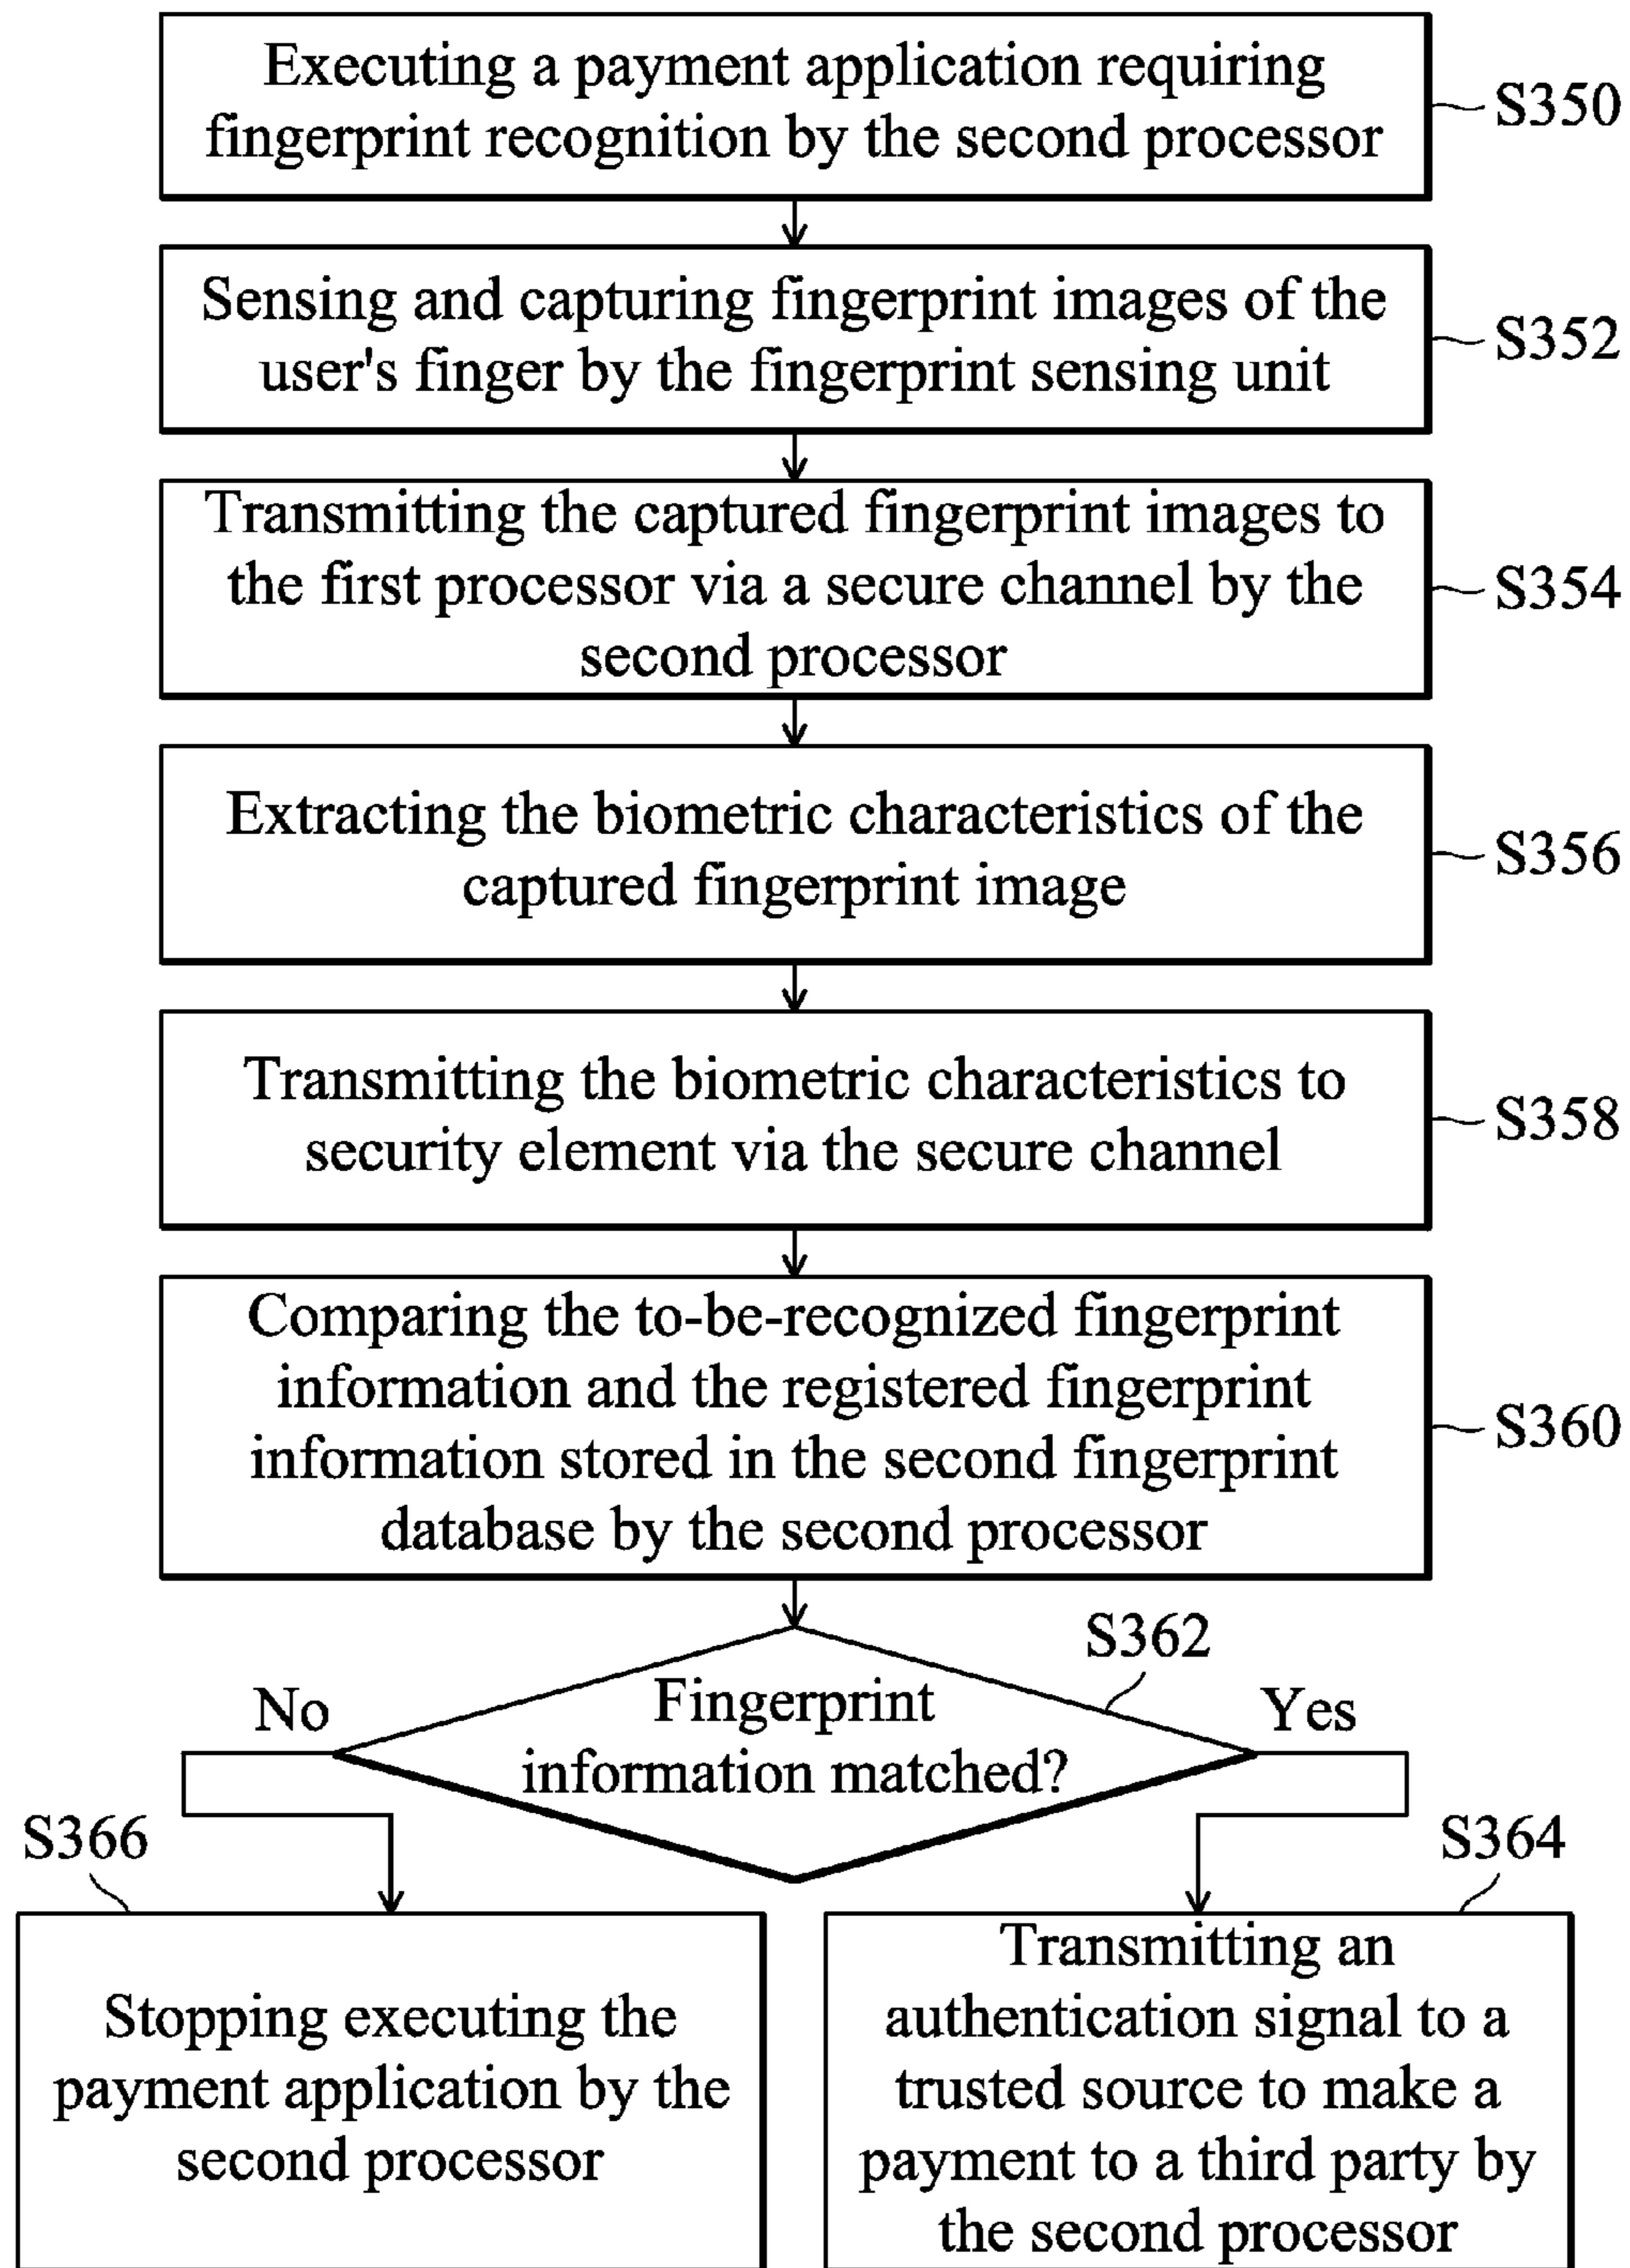 Executing a payment application requiring
fingerprint recognition by the second processor
S350
Sensing and capturing fingerprint images of the
user's finger by the fingerprint sensing unit
S352
Transmitting the captured fingerprint images to
the first processor via a secure channel by the
second processor
S354
Extracting the biometric characteristics of the
captured fingerprint image
S356
Transmitting the biometric characteristics to
security element via the secure channel
S358
Comparing the to-be-recognized fingerprint
information and the registered fingerprint
information stored in the second fingerprint
database by the second processor
S360
S362
Fingerprint
information matched?
No
Yes
S366
Stopping executing the
payment application by the
second processor
S364
Transmitting an
authentication signal to a
trusted source to make a
payment to a third party by
the second processor